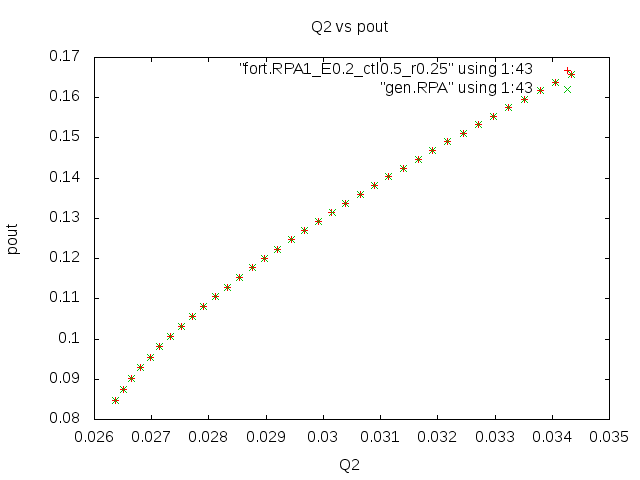 Q2 vs pout
"fort.RPA1_E0.2_ctl0.5_r0.25" using 1:43
"gen.RPA" using 1:43
0.17
0.16
0.15
0.14
0.13
0.12
0.11
0.1
0.09
0.08
pout
0.026 0.027 0.028 0.029 0.03 0.031 0.032 0.033 0.034 0.035
Q2